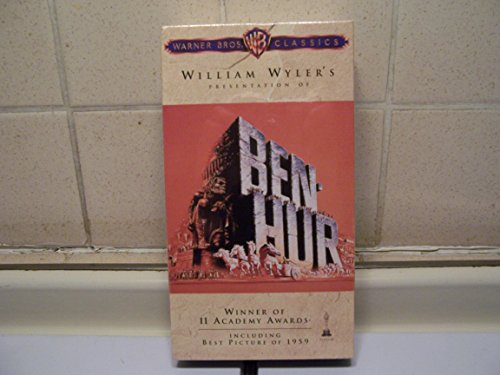 WARNER BROS. WB CLASSICS
WILLIAM WYLER'S
PRESENTATION OF
BEN-
HUR
WINNER OF
11 ACADEMY AWARDS
INCLUDING
BEST PICTURE OF 1959